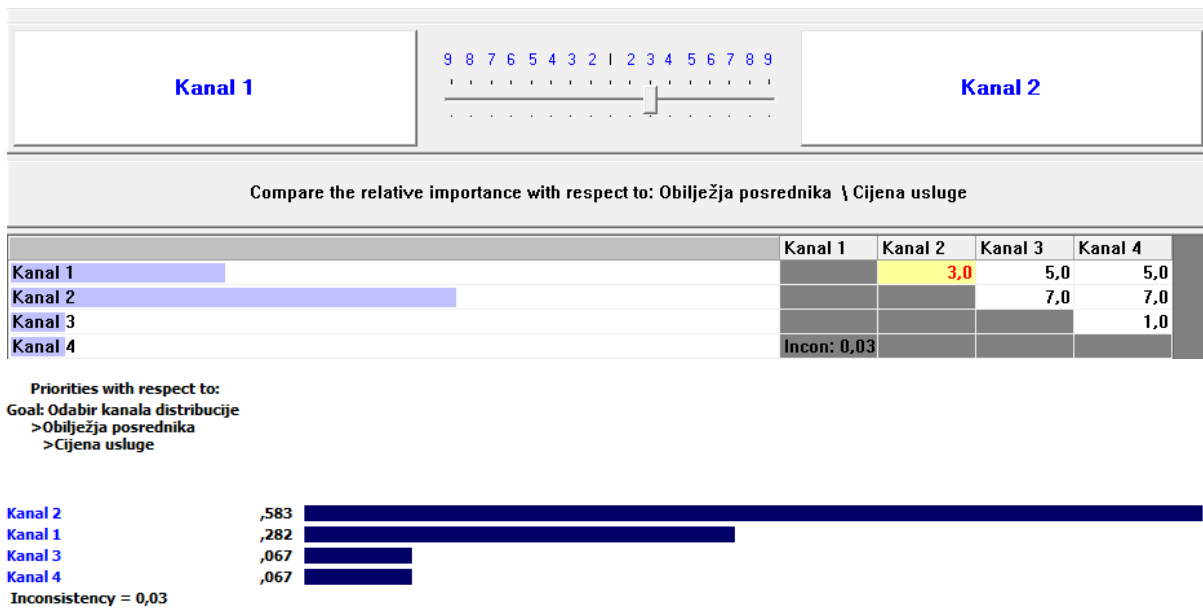 Kanal 1
9 8 7 6 5 4 3 2 1 2 3 4 5 6 7 8 9
Kanal 2
Compare the relative importance with respect to: Obilježja posrednika \ Cijena usluge
Kanal 1 Kanal 2 Kanal 3 Kanal 4
Kanal 1 3,0 5,0 5,0
Kanal 2 7,0 7,0
Kanal 3 1,0
Kanal 4 Incon: 0,03
Priorities with respect to:
Goal: Odabir kanala distribucije
>Obilježja posrednika
>Cijena usluge
Kanal 2 ,583
Kanal 1 ,282
Kanal 3 ,067
Kanal 4 ,067
Inconsistency = 0,03